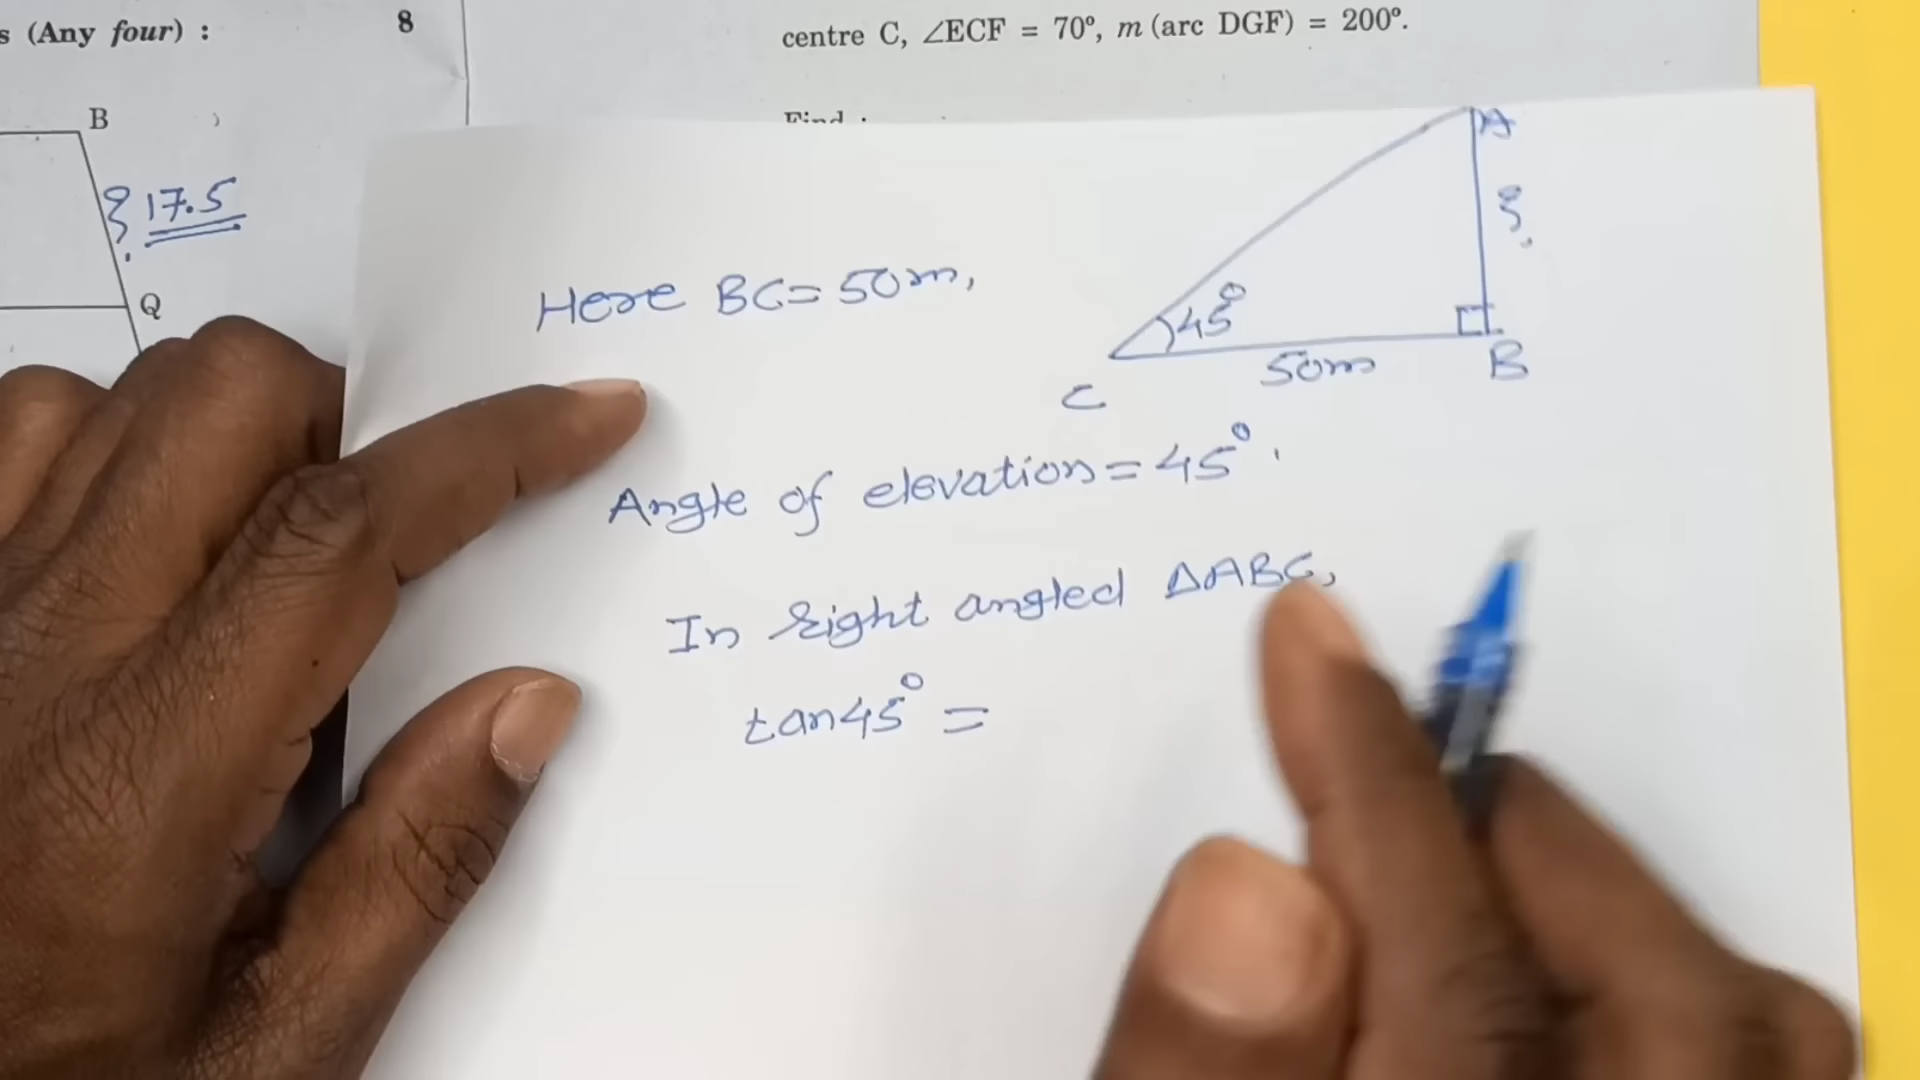 s (Any four) :
8
centre C, ∠ECF = 70°, m (arc DGF) = 200°.
Find :
B
17.5
Q
A
45°
50m
B
C
Here BC = 50m,
Angle of elevation = 45°.
In right angled ΔABC,
tan45° =